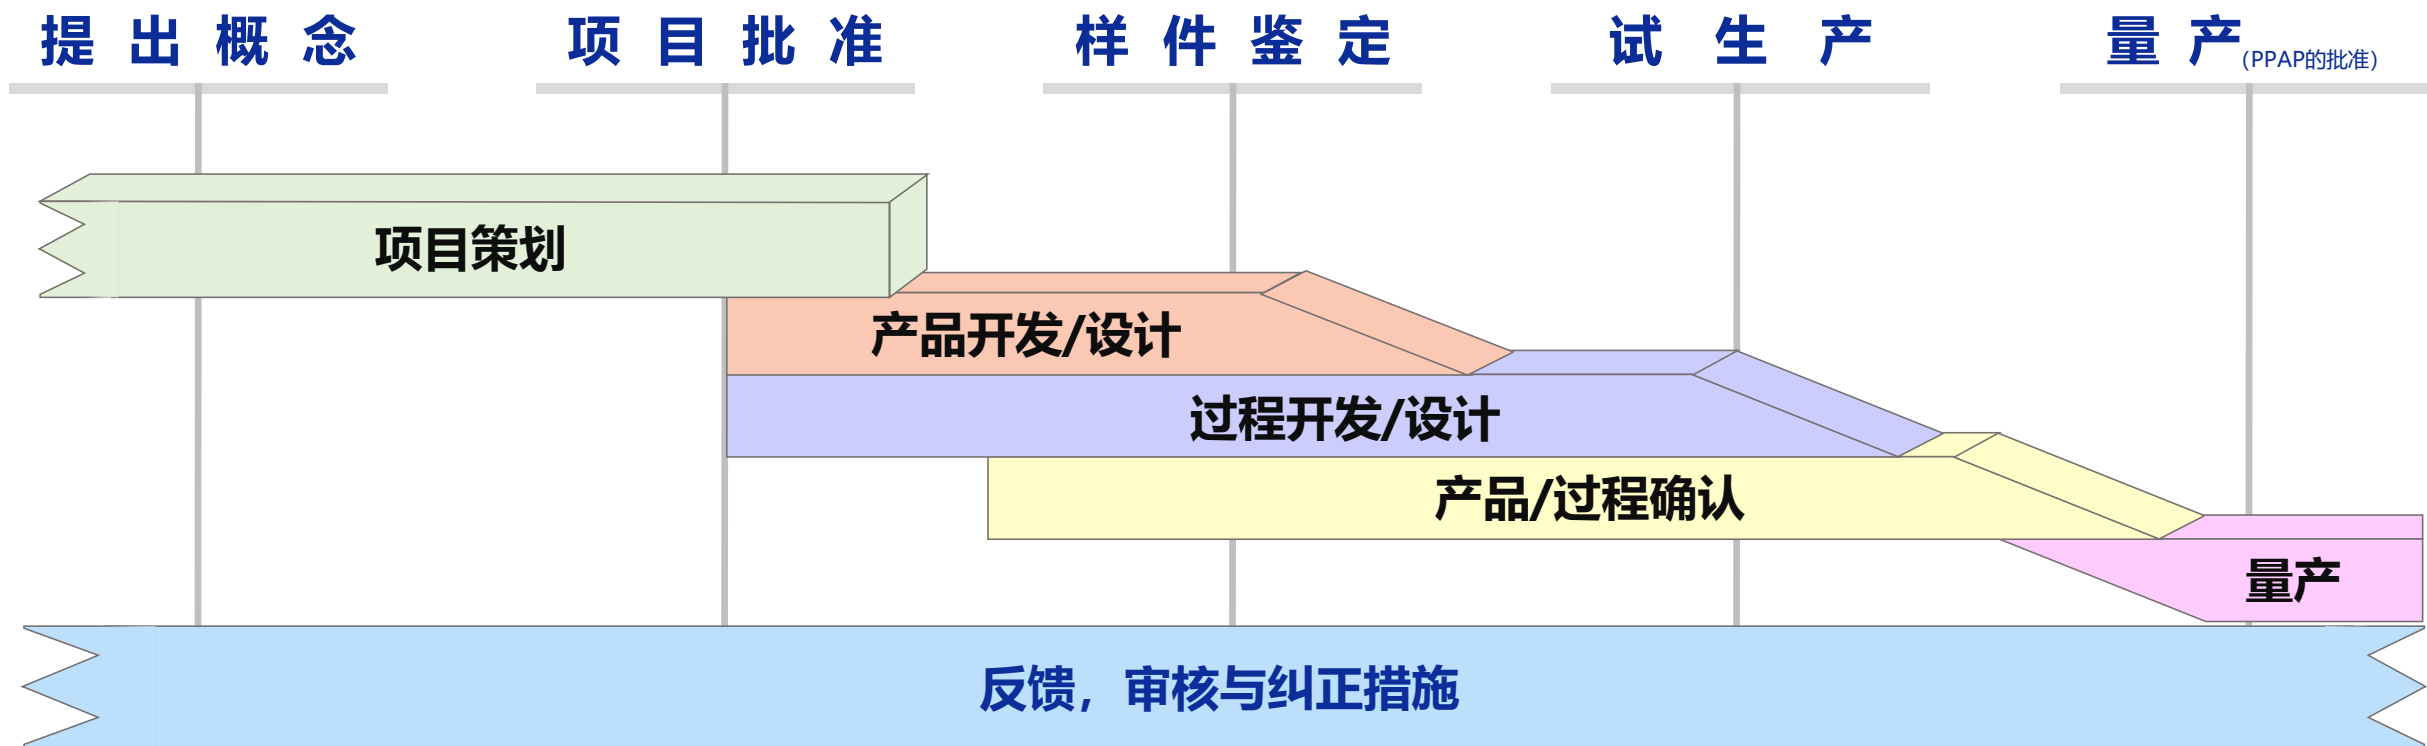 提出概念
项目批准
样件鉴定
试生产
量产(PPAP的批准)
项目策划
产品开发/设计
过程开发/设计
产品/过程确认
量产
反馈，审核与纠正措施